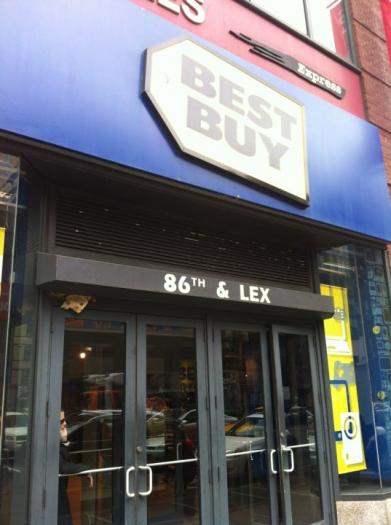 Express
BEST
BUY
86TH & LEX